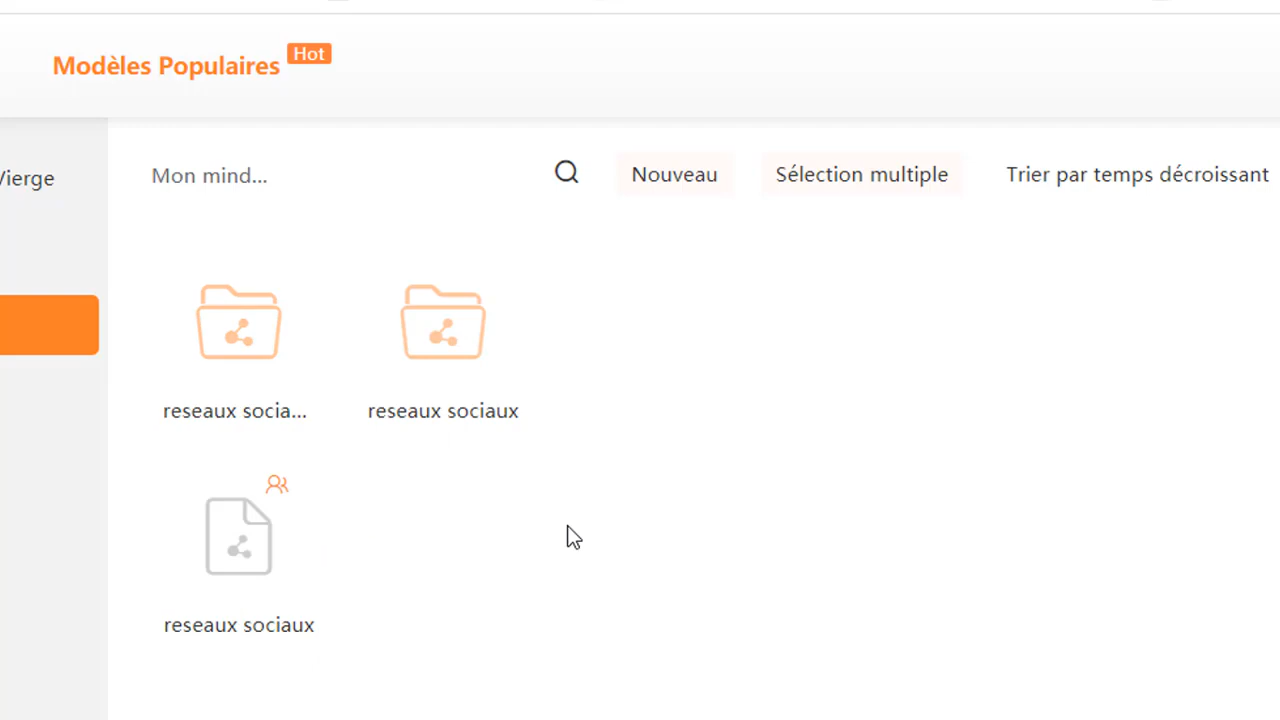 Modèles Populaires Hot
Vierge
Mon mind...
Nouveau
Sélection multiple
Trier par temps décroissant
reseaux socia...
reseaux sociaux
reseaux sociaux